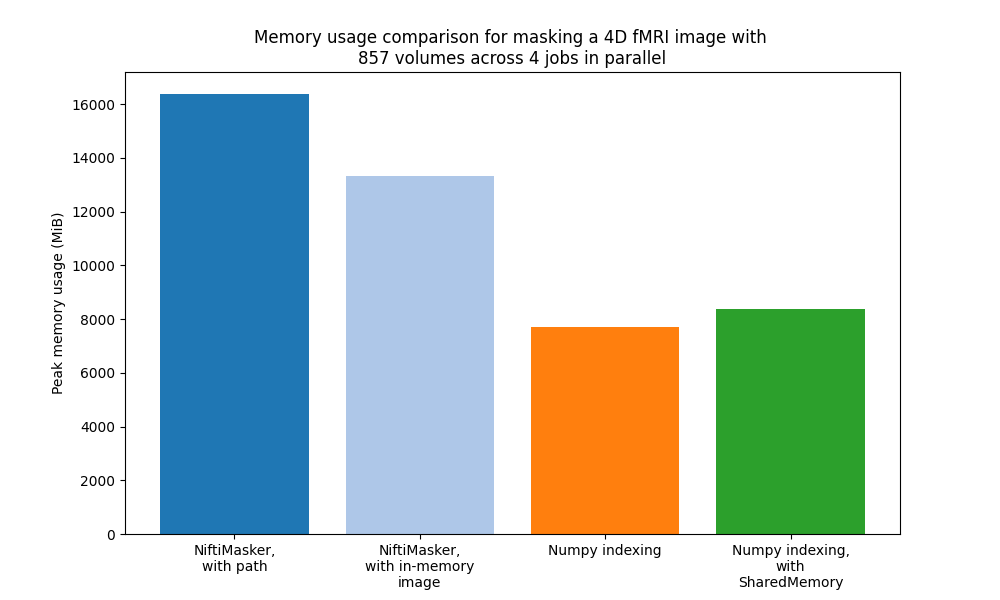 Memory usage comparison for masking a 4D fMRI image with
857 volumes across 4 jobs in parallel
Peak memory usage (MiB)
16000
14000
12000
10000
8000
6000
4000
2000
0
NiftiMasker,
with path
NiftiMasker,
with in-memory
image
Numpy indexing
Numpy indexing,
with
SharedMemory